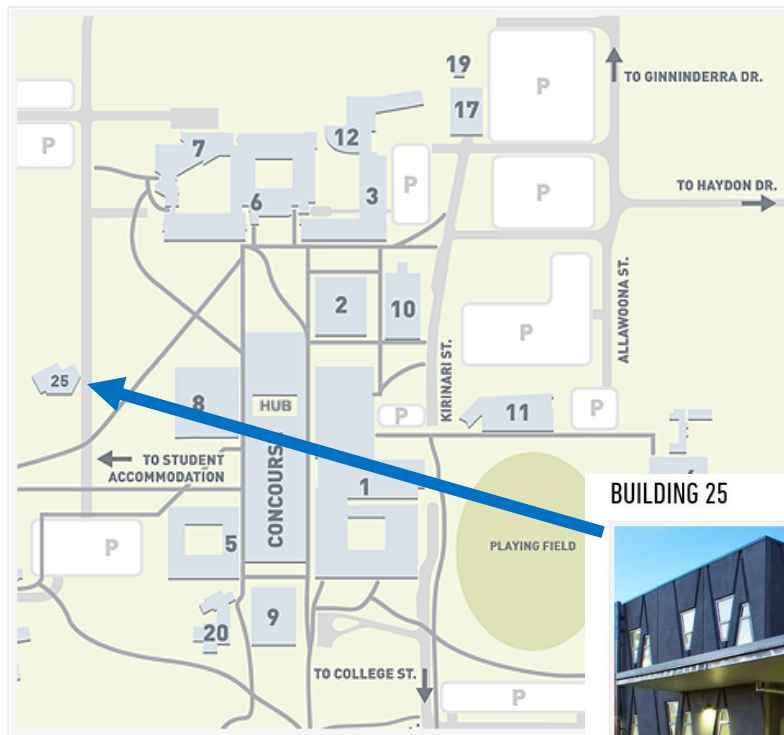 19
P
TO GINNINDERRA DR.
17
12
7
P
3
P
P
TO HAYDON DR.
6
2
10
P
KIRINARI ST.
ALLAWOONA ST.
25
8
HUB
P
11
P
TO STUDENT
ACCOMMODATION
CONCOURSE
1
BUILDING 25
5
P
PLAYING FIELD
20
9
TO COLLEGE ST.
P